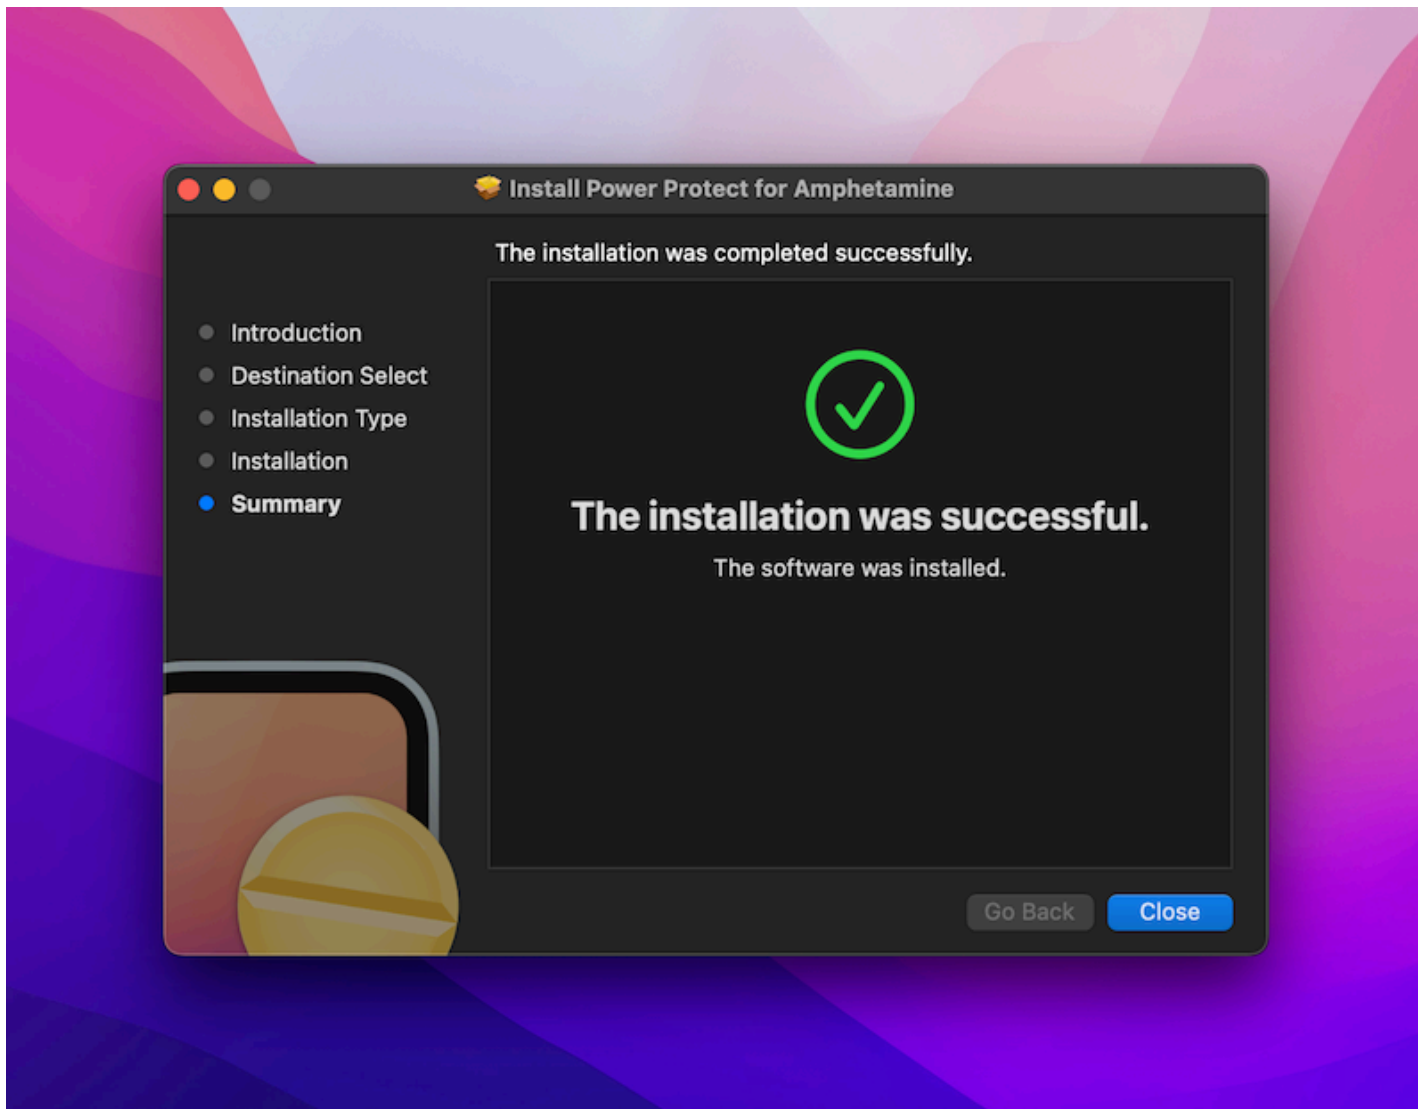 Install Power Protect for Amphetamine
The installation was completed successfully.
Introduction
Destination Select
Installation Type
Installation
Summary
The installation was successful.
The software was installed.
Go Back
Close